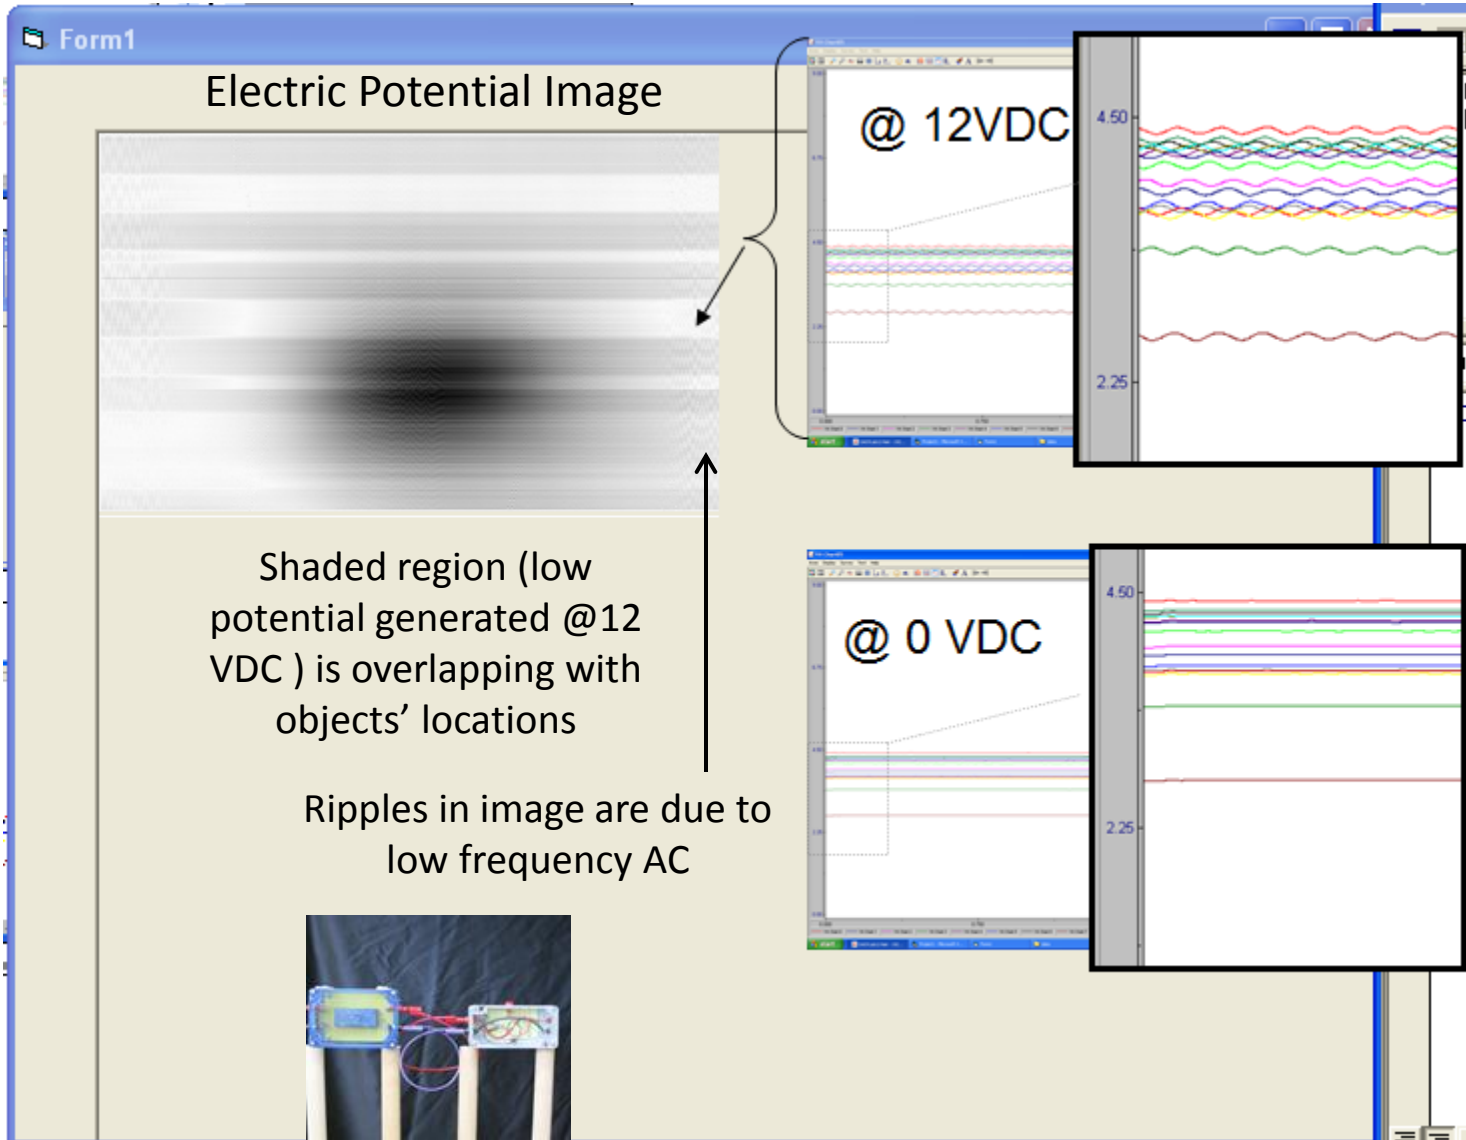 Form1
Electric Potential Image
@ 12VDC
4.50
2.25
Shaded region (low
potential generated @12
VDC ) is overlapping with
objects' locations
@ 0 VDC
4.50
2.25
Ripples in image are due to
low frequency AC